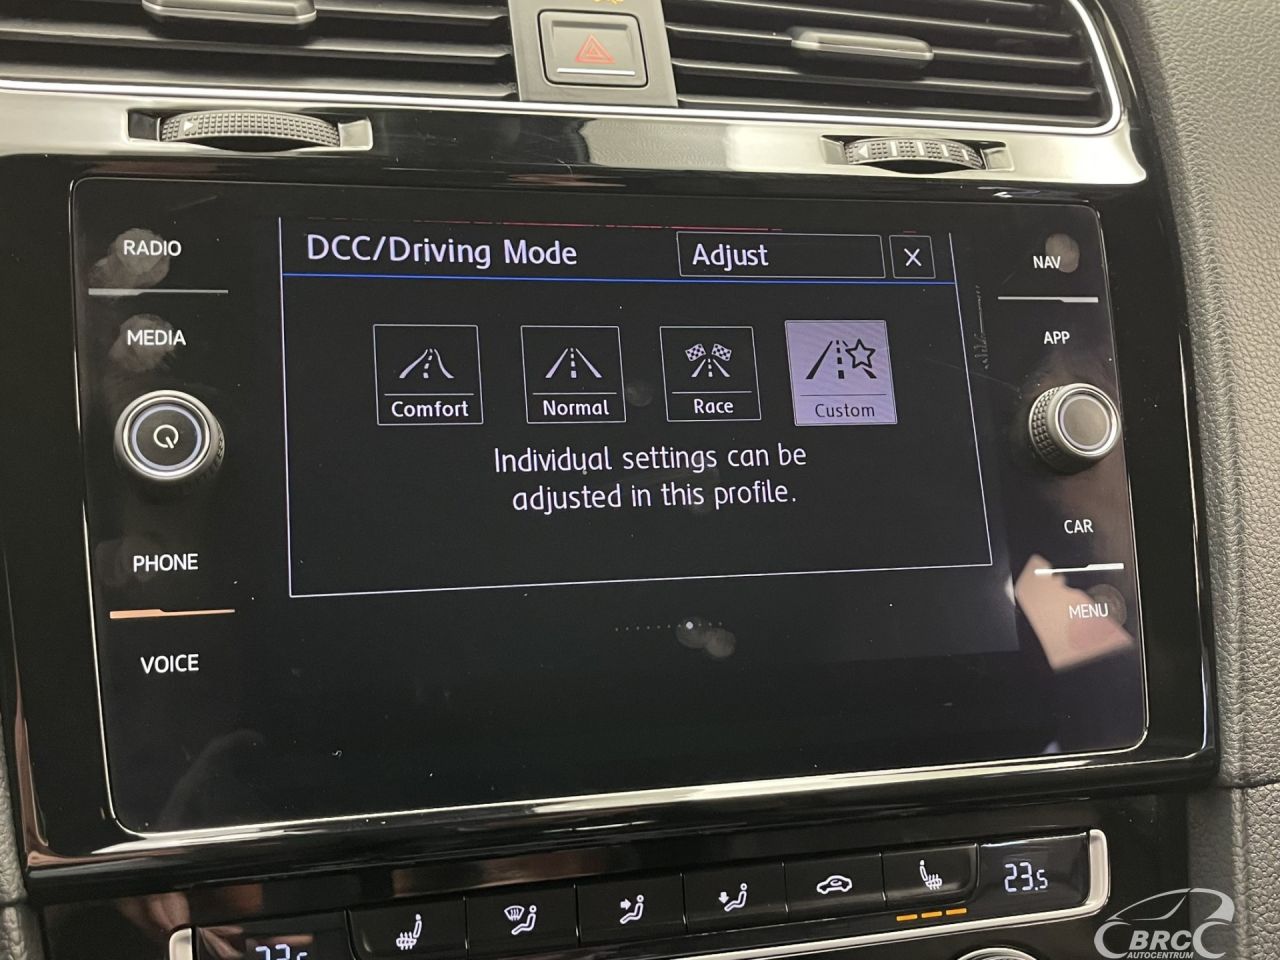 RADIO
MEDIA
PHONE
VOICE
DCC/Driving Mode
Adjust
X
Comfort
Normal
Race
Custom
Individual settings can be
adjusted in this profile.
NAV
APP
CAR
MENU
23.5
BRC
AUTOCENTRUM